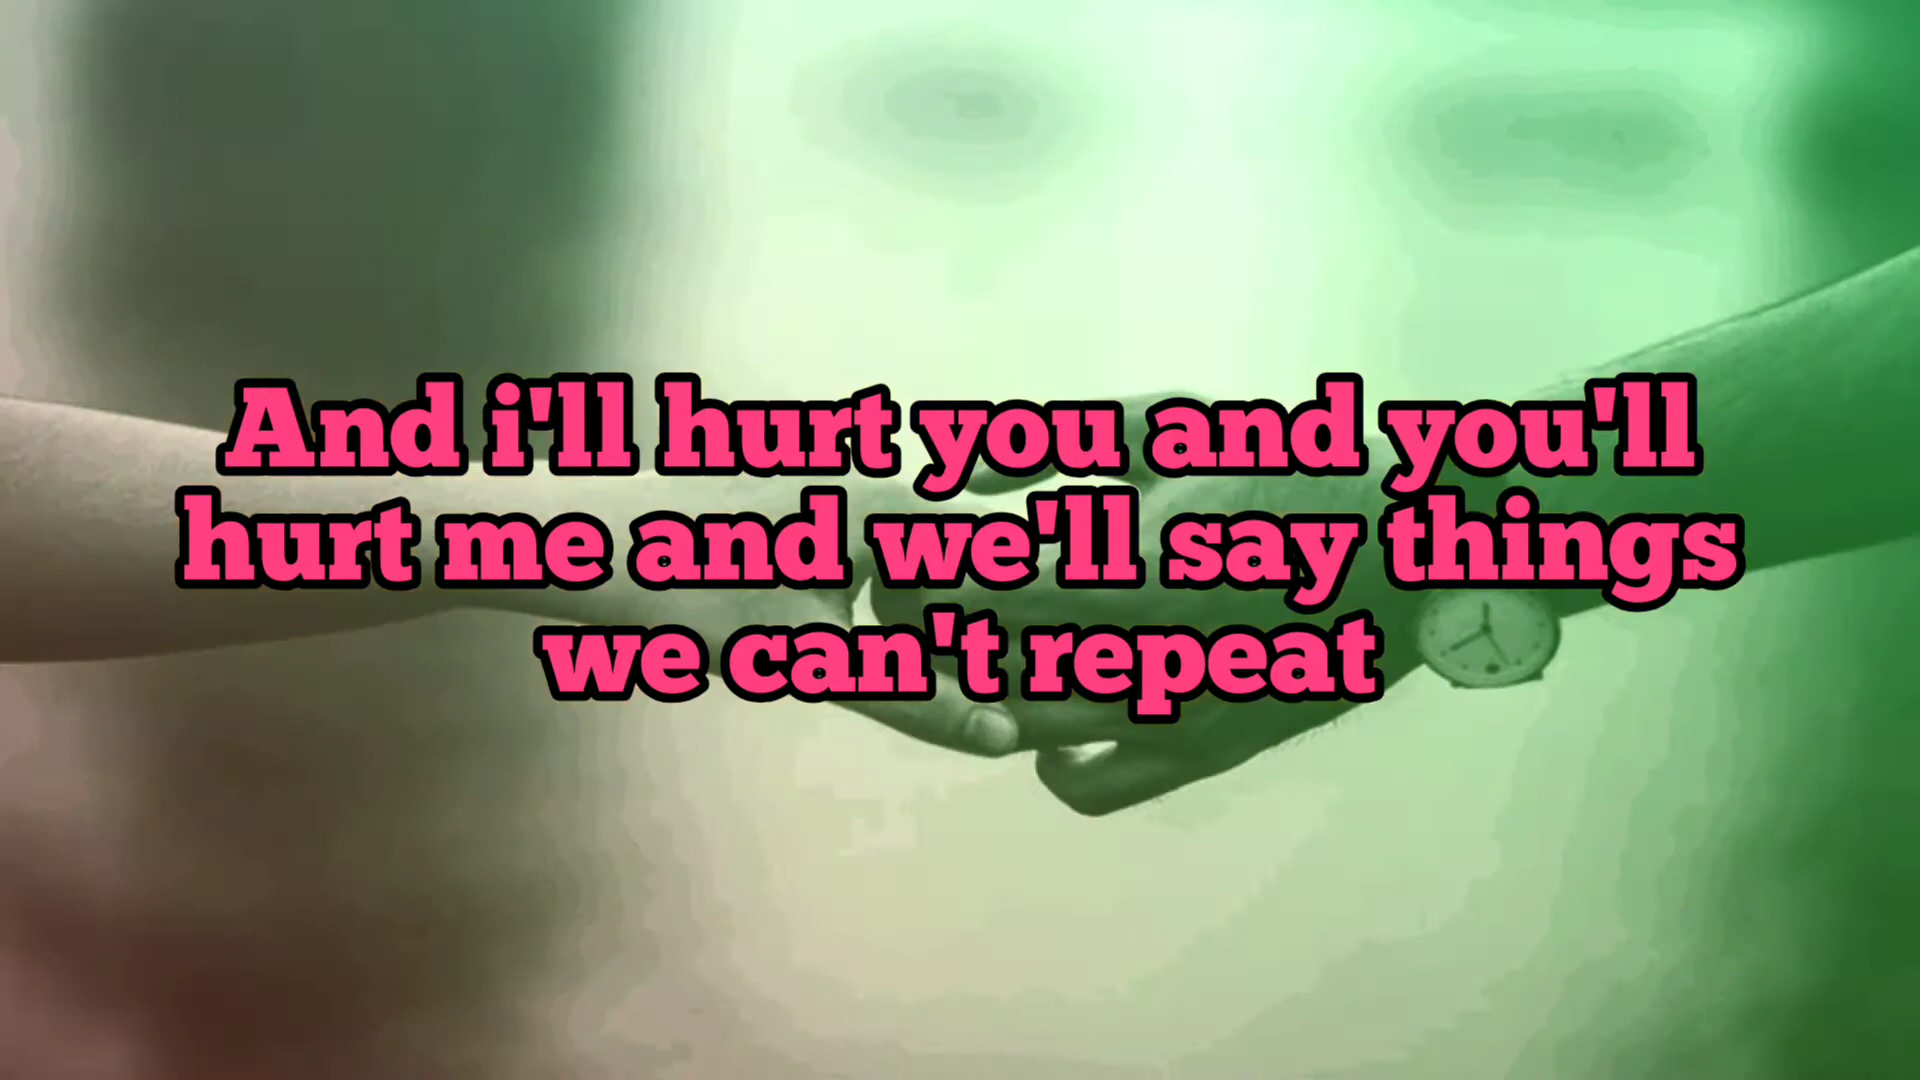 And i'll hurt you and you'll
hurt me and we'll say things
we can't repeat